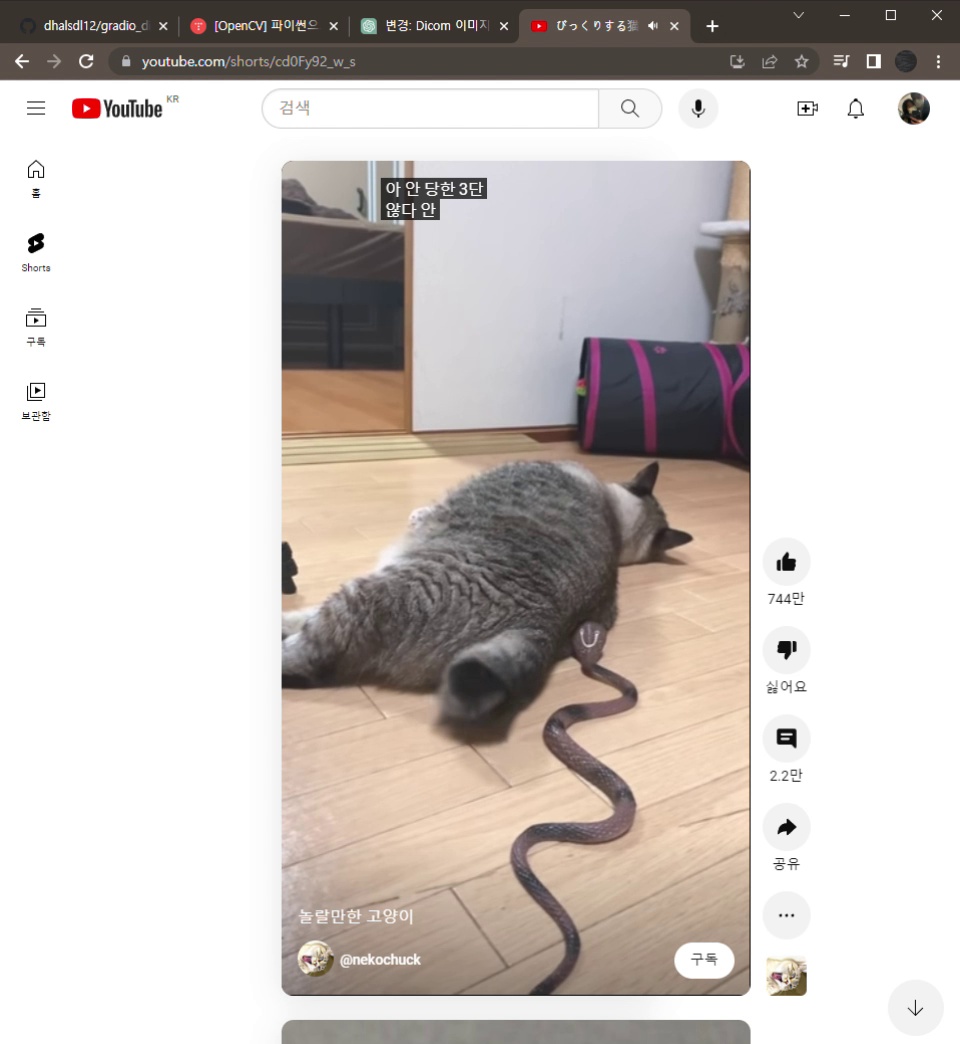 dhalsdl12/gradio_di
[OpenCV] 파이썬으
변경: Dicom 이미지
びっくりする猫
youtube.com/shorts/cd0Fy92_w_s
YouTube KR
검색
홈
Shorts
구독
보관함
아 안 당한 3단
않다 안
744만
싫어요
2.2만
공유
놀랄만한 고양이
@nekochuck
구독